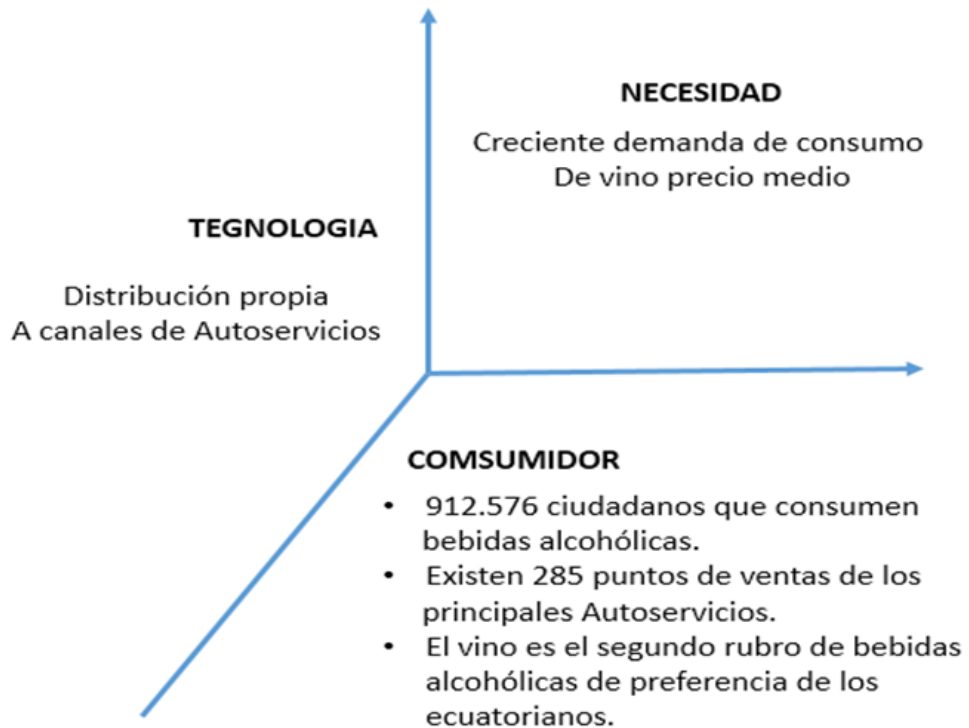 NECESIDAD
Creciente demanda de consumo
De vino precio medio
TEGNOLOGIA
Distribución propia
A canales de Autoservicios
COMSUMIDOR
• 912.576 ciudadanos que consumen
bebidas alcohólicas.
• Existen 285 puntos de ventas de los
principales Autoservicios.
• El vino es el segundo rubro de bebidas
alcohólicas de preferencia de los
ecuatorianos.